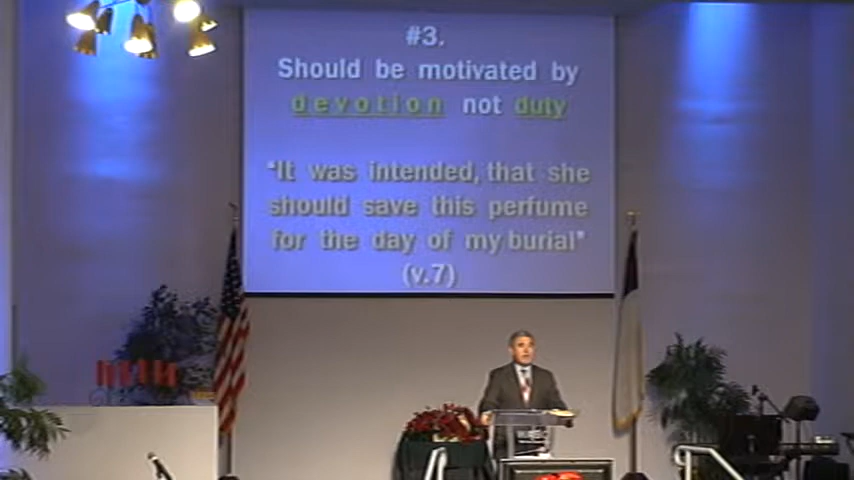 #3.
Should be motivated by
devotion not duty
"It was intended, that she
should save this perfume
for the day of my burial"
(v.7)